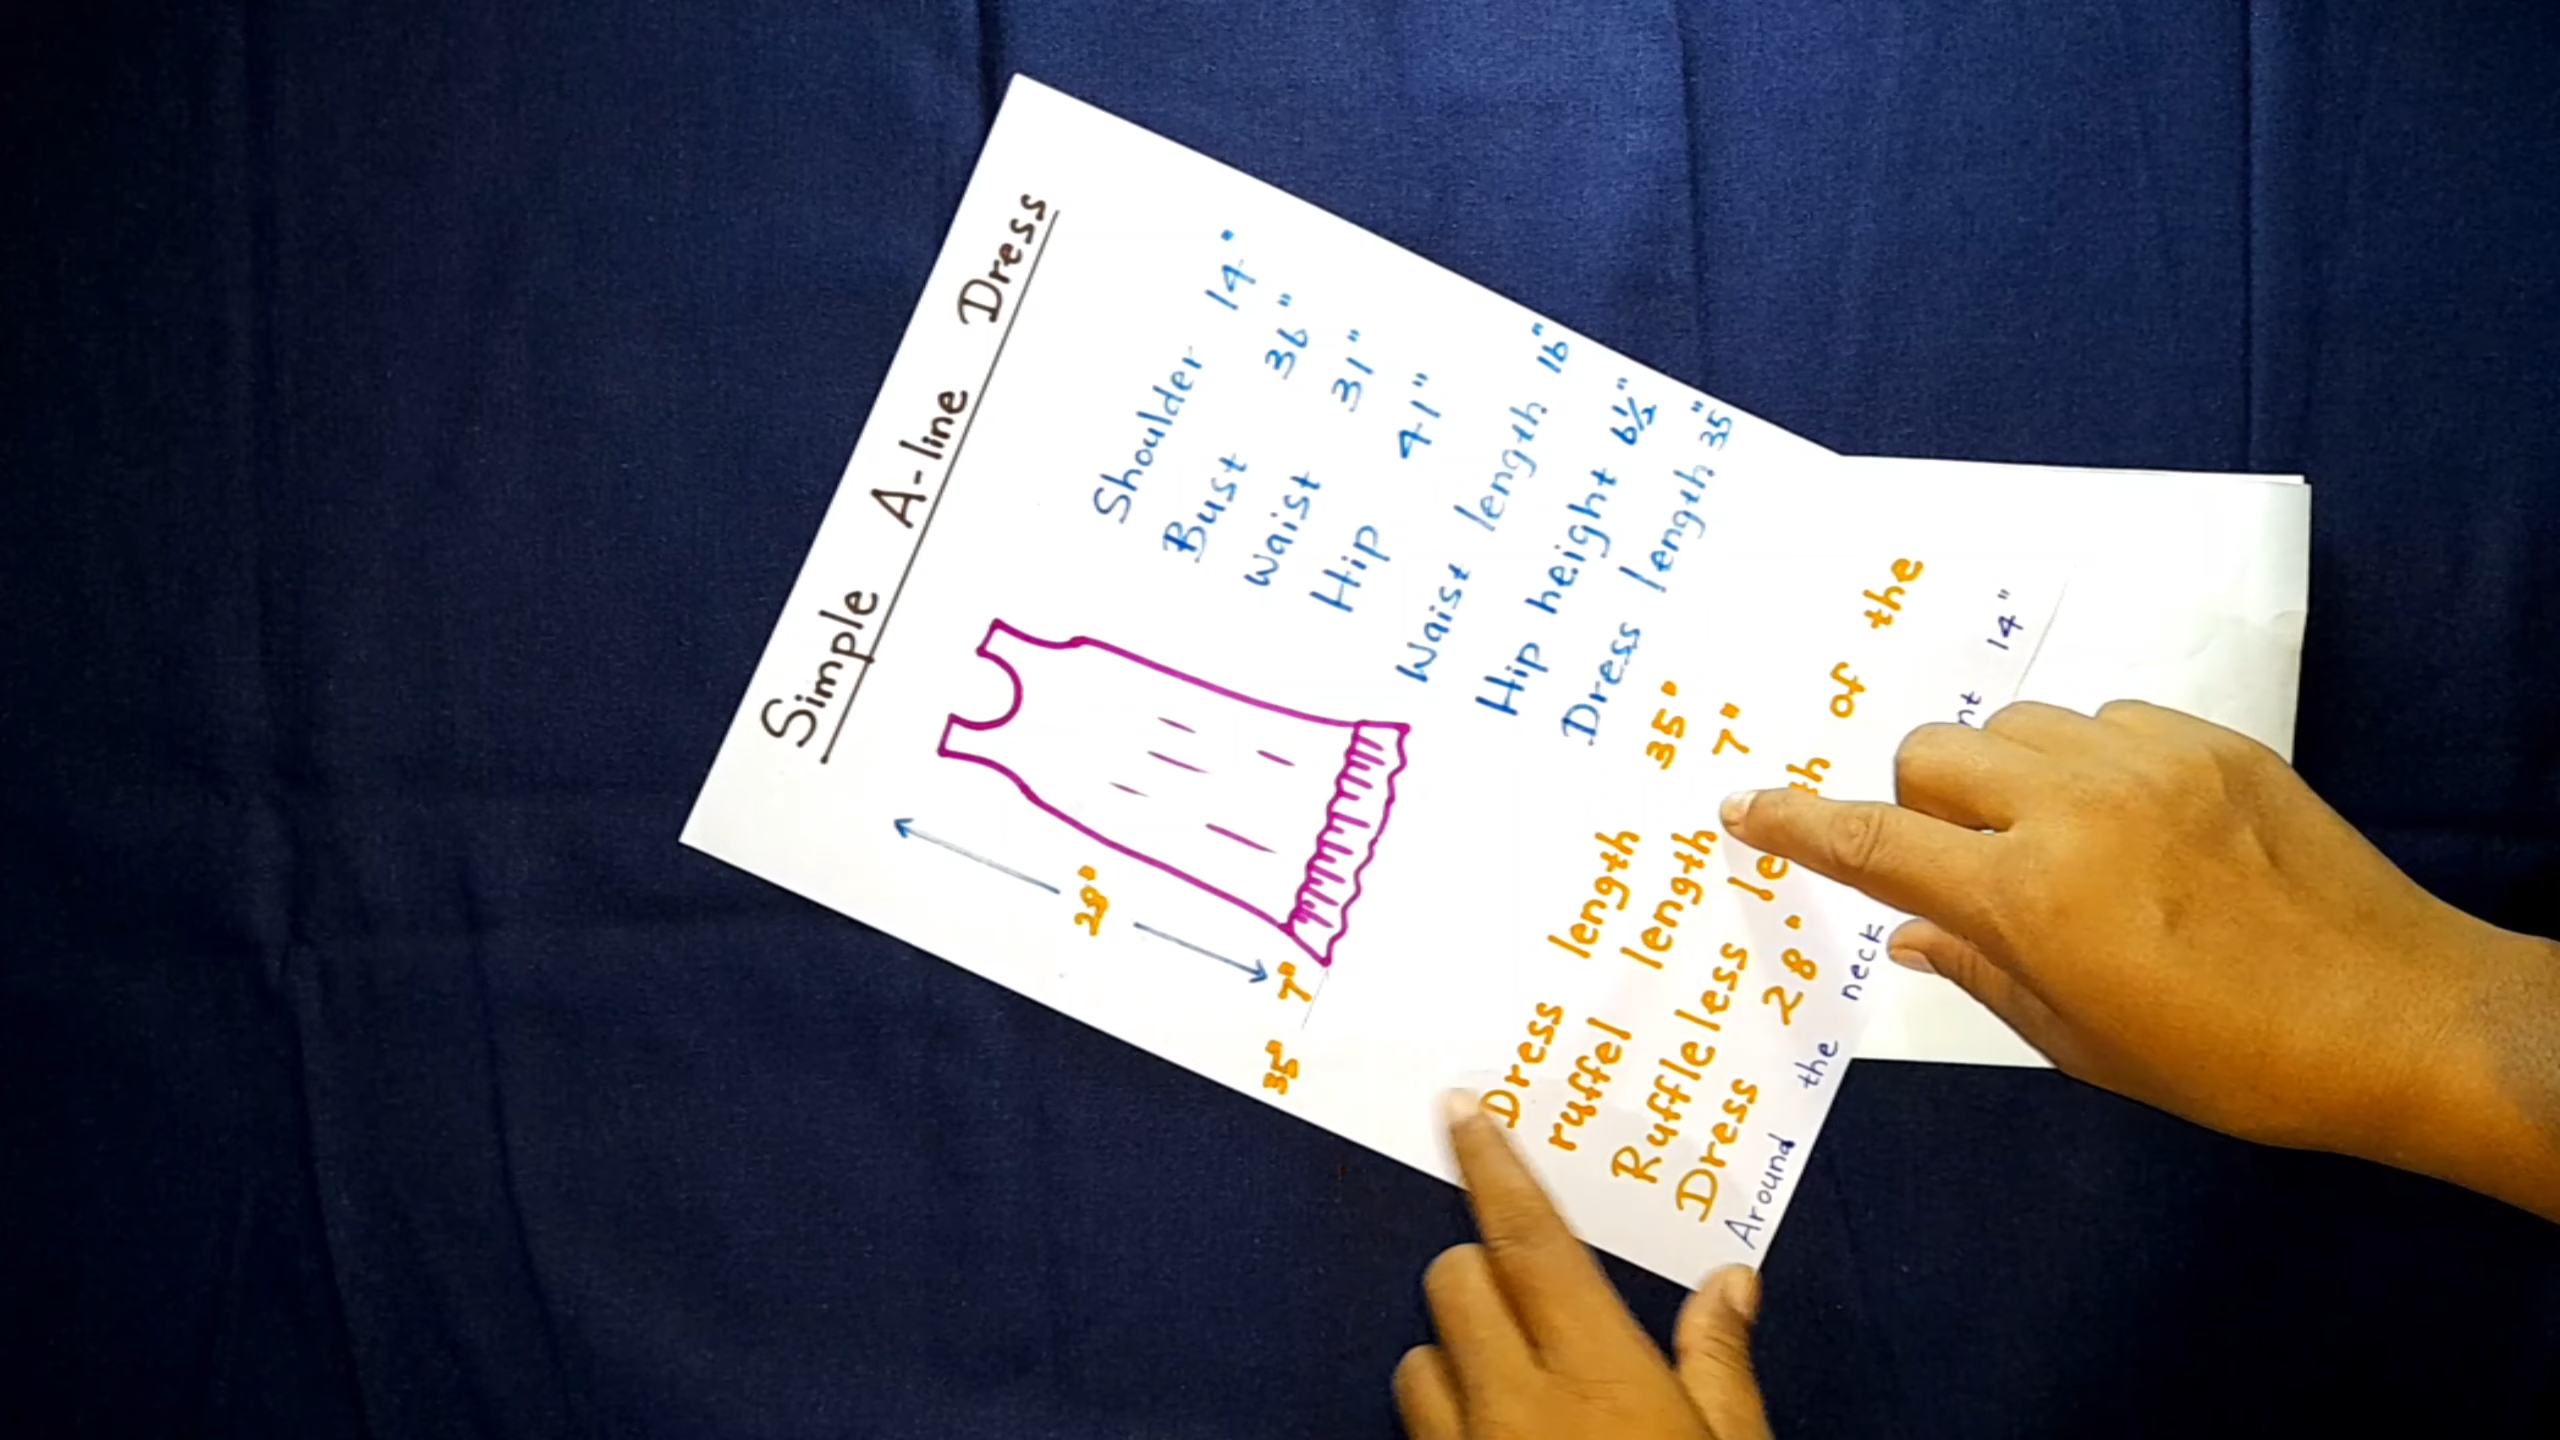 Simple A-line Dress
Shoulder 14"
Bust 36"
Waist 31"
Hip 41"
Waist length 16"
Hip height 6½"
Dress length 35"
28"
7"
35"
Dress length 35"
ruffel length 7"
Ruffleless of the
Dress 28"
Around the neck 14"